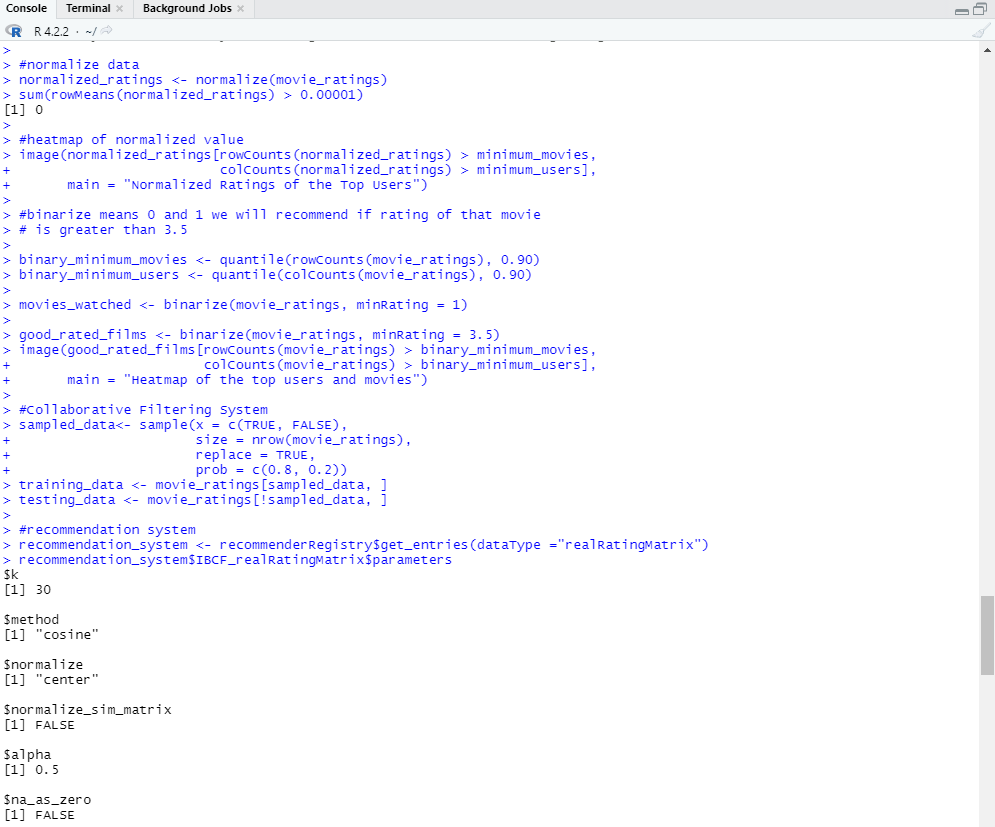 Console Terminal Background Jobs
R R 4.2.2 · ~/
>
> #normalize data
> normalized_ratings <- normalize(movie_ratings)
> sum(rowMeans(normalized_ratings) > 0.00001)
[1] 0
>
> #heatmap of normalized value
> image(normalized_ratings[rowCounts(normalized_ratings) > minimum_movies,
+                          colCounts(normalized_ratings) > minimum_users],
+       main = "Normalized Ratings of the Top Users")
>
> #binarize means 0 and 1 we will recommend if rating of that movie
> # is greater than 3.5
>
> binary_minimum_movies <- quantile(rowCounts(movie_ratings), 0.90)
> binary_minimum_users <- quantile(colCounts(movie_ratings), 0.90)
>
> movies_watched <- binarize(movie_ratings, minRating = 1)
>
> good_rated_films <- binarize(movie_ratings, minRating = 3.5)
> image(good_rated_films[rowCounts(movie_ratings) > binary_minimum_movies,
+                        colCounts(movie_ratings) > binary_minimum_users],
+       main = "Heatmap of the top users and movies")
>
> #Collaborative Filtering System
> sampled_data<- sample(x = c(TRUE, FALSE),
+                       size = nrow(movie_ratings),
+                       replace = TRUE,
+                       prob = c(0.8, 0.2))
> training_data <- movie_ratings[sampled_data, ]
> testing_data <- movie_ratings[!sampled_data, ]
>
> #recommendation system
> recommendation_system <- recommenderRegistry$get_entries(dataType ="realRatingMatrix")
> recommendation_system$IBCF_realRatingMatrix$parameters
$k
[1] 30
$method
[1] "cosine"
$normalize
[1] "center"
$normalize_sim_matrix
[1] FALSE
$alpha
[1] 0.5
$na_as_zero
[1] FALSE